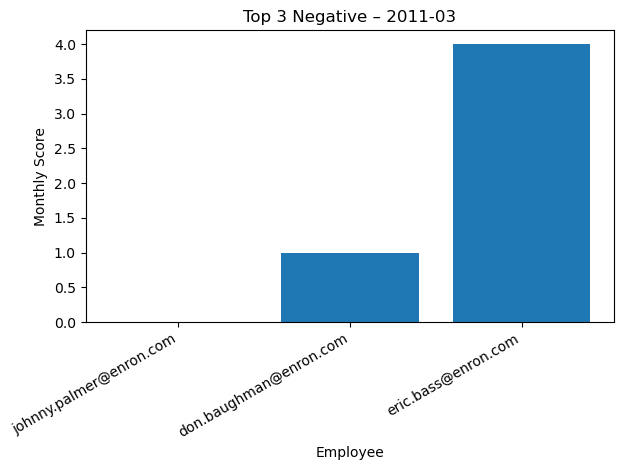 Top 3 Negative – 2011-03
Monthly Score
4.0
3.5
3.0
2.5
2.0
1.5
1.0
0.5
0.0
johnny.palmer@enron.com
don.baughman@enron.com
eric.bass@enron.com
Employee